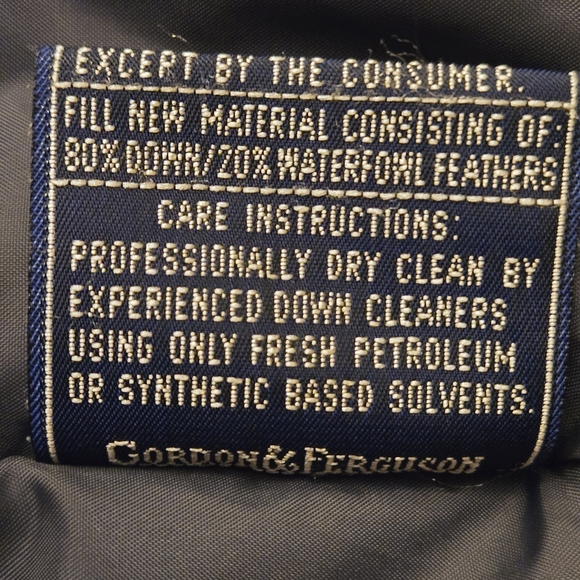 EXCERT BY THE CONSUMER.
FILL NEW MATERIAL CONSISTING OF:
80% DOWN/20% WATERFOWL FEATHERS
CARE INSTRUCTIONS:
PROFESSIONALLY DRY CLEAN BY
EXPERIENCED DOWN CLEANERS
USING ONLY FRESH PETROLEUM
OR SYNTHETIC BASED SOLVENTS.
GORDON & FERGUSON